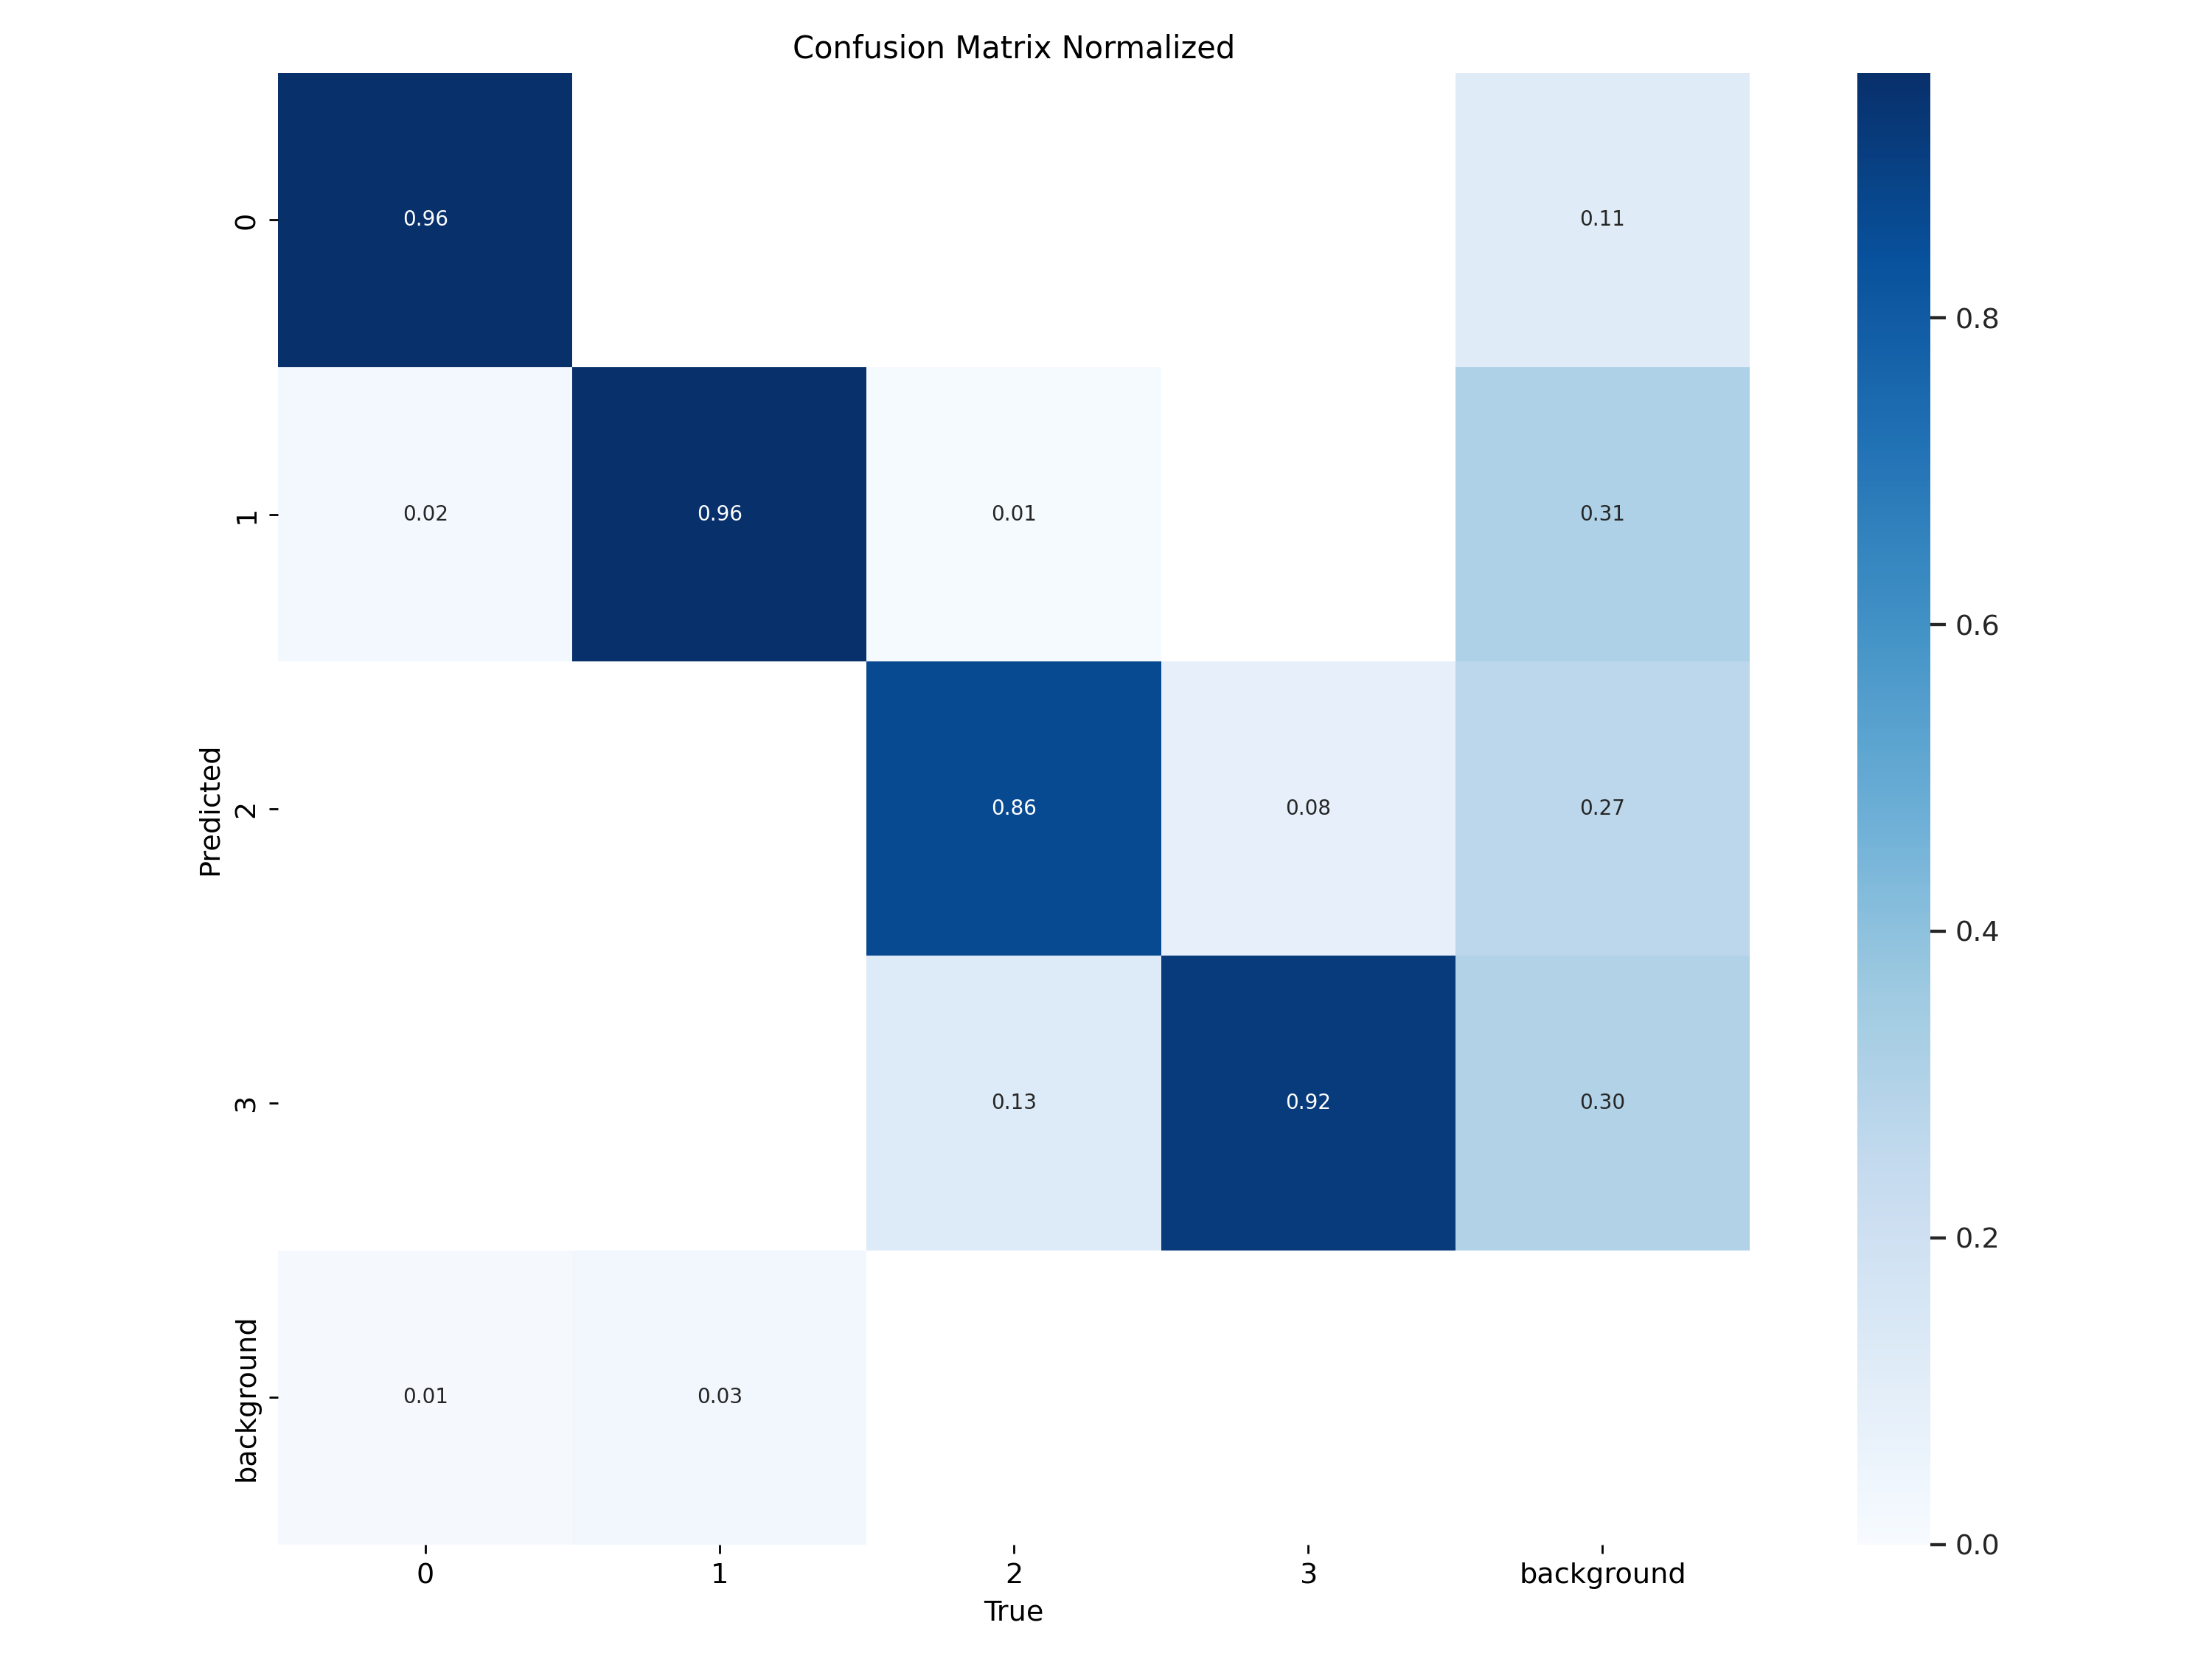 Confusion Matrix Normalized
0 0.96 0.11
1 0.02 0.96 0.01 0.31
2 0.86 0.08 0.27
3 0.13 0.92 0.30
background 0.01 0.03
Predicted
0 1 2 3 background
True
0.8
0.6
0.4
0.2
0.0